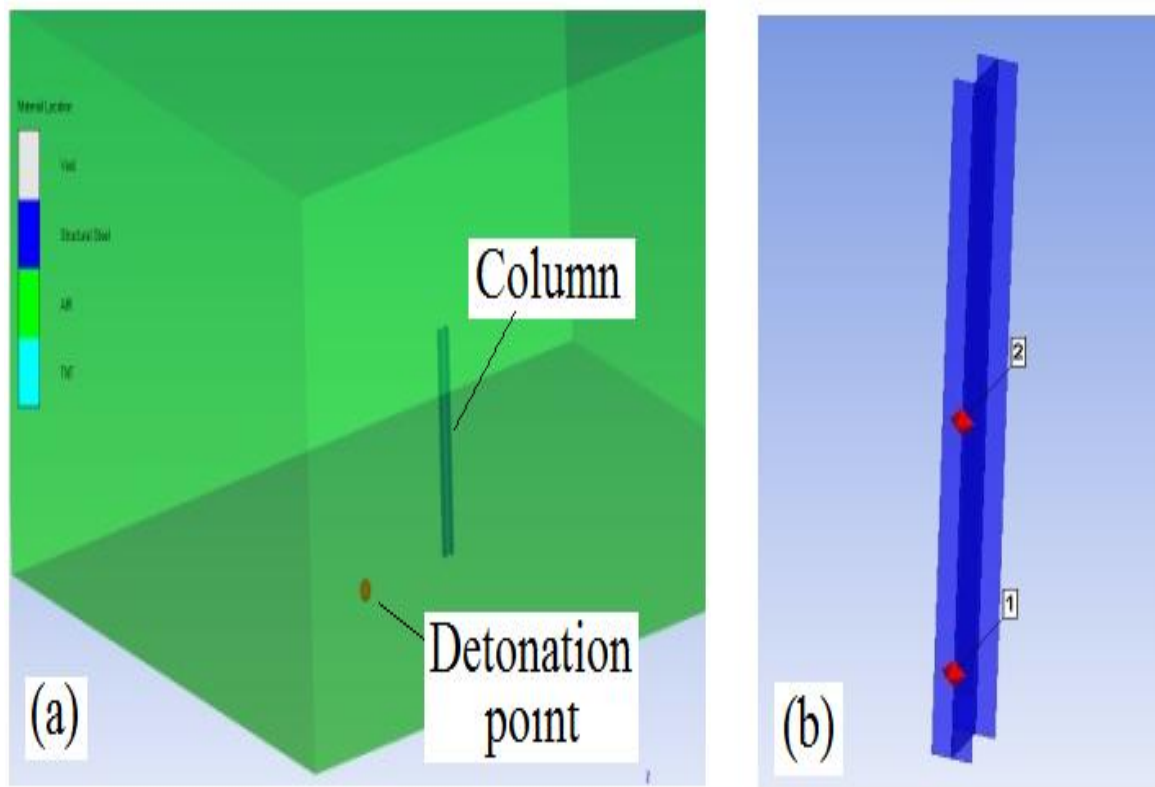 Material Location
Void
Structural Steel
AIR
TNT
Column
Detonation
point
(a)
2
1
(b)